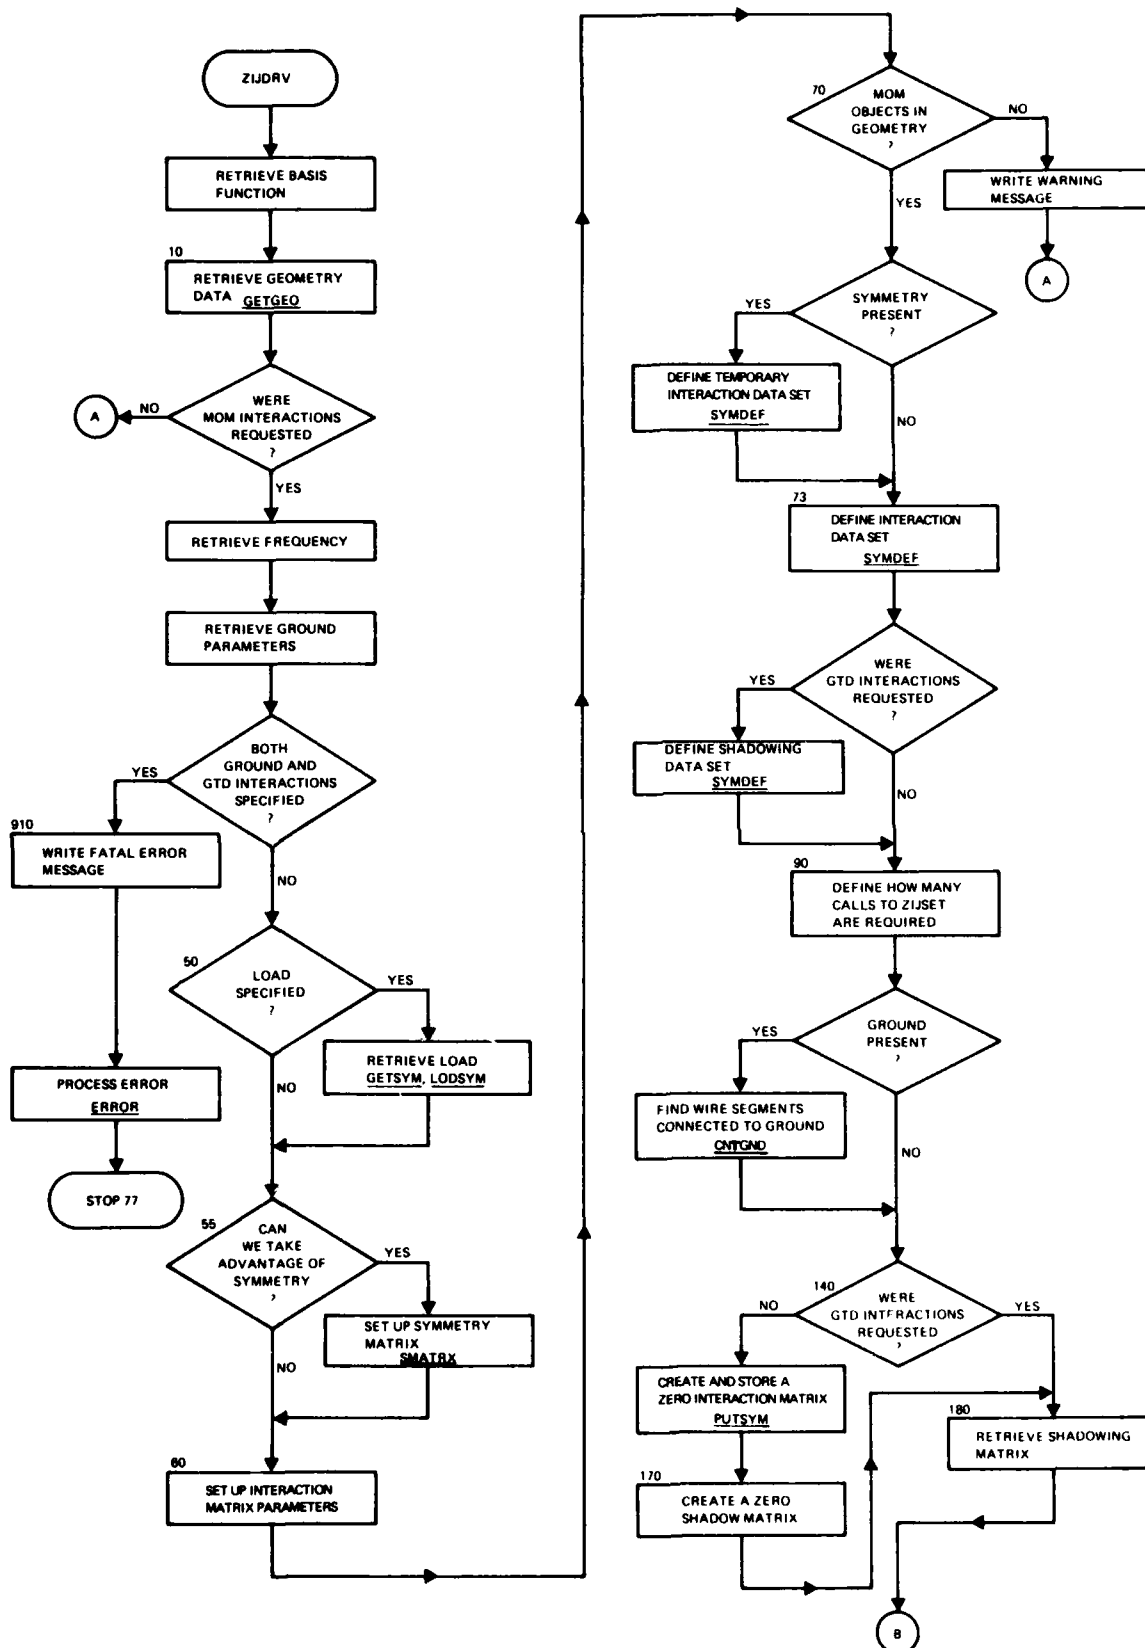 ZIJDRV
RETRIEVE BASIS
FUNCTION
10
RETRIEVE GEOMETRY
DATA GETGEO
WERE
MOM INTERACTIONS
REQUESTED
?
NO
A
YES
RETRIEVE FREQUENCY
RETRIEVE GROUND
PARAMETERS
BOTH
GROUND AND
GTD INTERACTIONS
SPECIFIED
?
YES
910
WRITE FATAL ERROR
MESSAGE
PROCESS ERROR
ERROR
STOP 77
NO
50
LOAD
SPECIFIED
?
YES
RETRIEVE LOAD
GETSYM, LODSYM
NO
55
CAN
WE TAKE
ADVANTAGE OF
SYMMETRY
?
YES
SET UP SYMMETRY
MATRIX
SMATRX
NO
60
SET UP INTERACTION
MATRIX PARAMETERS
70
MOM
OBJECTS IN
GEOMETRY
?
NO
WRITE WARNING
MESSAGE
A
YES
SYMMETRY
PRESENT
?
YES
DEFINE TEMPORARY
INTERACTION DATA SET
SYMDEF
NO
73
DEFINE INTERACTION
DATA SET
SYMDEF
WERE
GTD INTERACTIONS
REQUESTED
?
YES
DEFINE SHADOWING
DATA SET
SYMDEF
NO
90
DEFINE HOW MANY
CALLS TO ZIJSET
ARE REQUIRED
GROUND
PRESENT
?
YES
FIND WIRE SEGMENTS
CONNECTED TO GROUND
CNTGND
NO
140
WERE
GTD INTERACTIONS
REQUESTED
?
NO
YES
CREATE AND STORE A
ZERO INTERACTION MATRIX
PUTSYM
170
CREATE A ZERO
SHADOW MATRIX
180
RETRIEVE SHADOWING
MATRIX
B